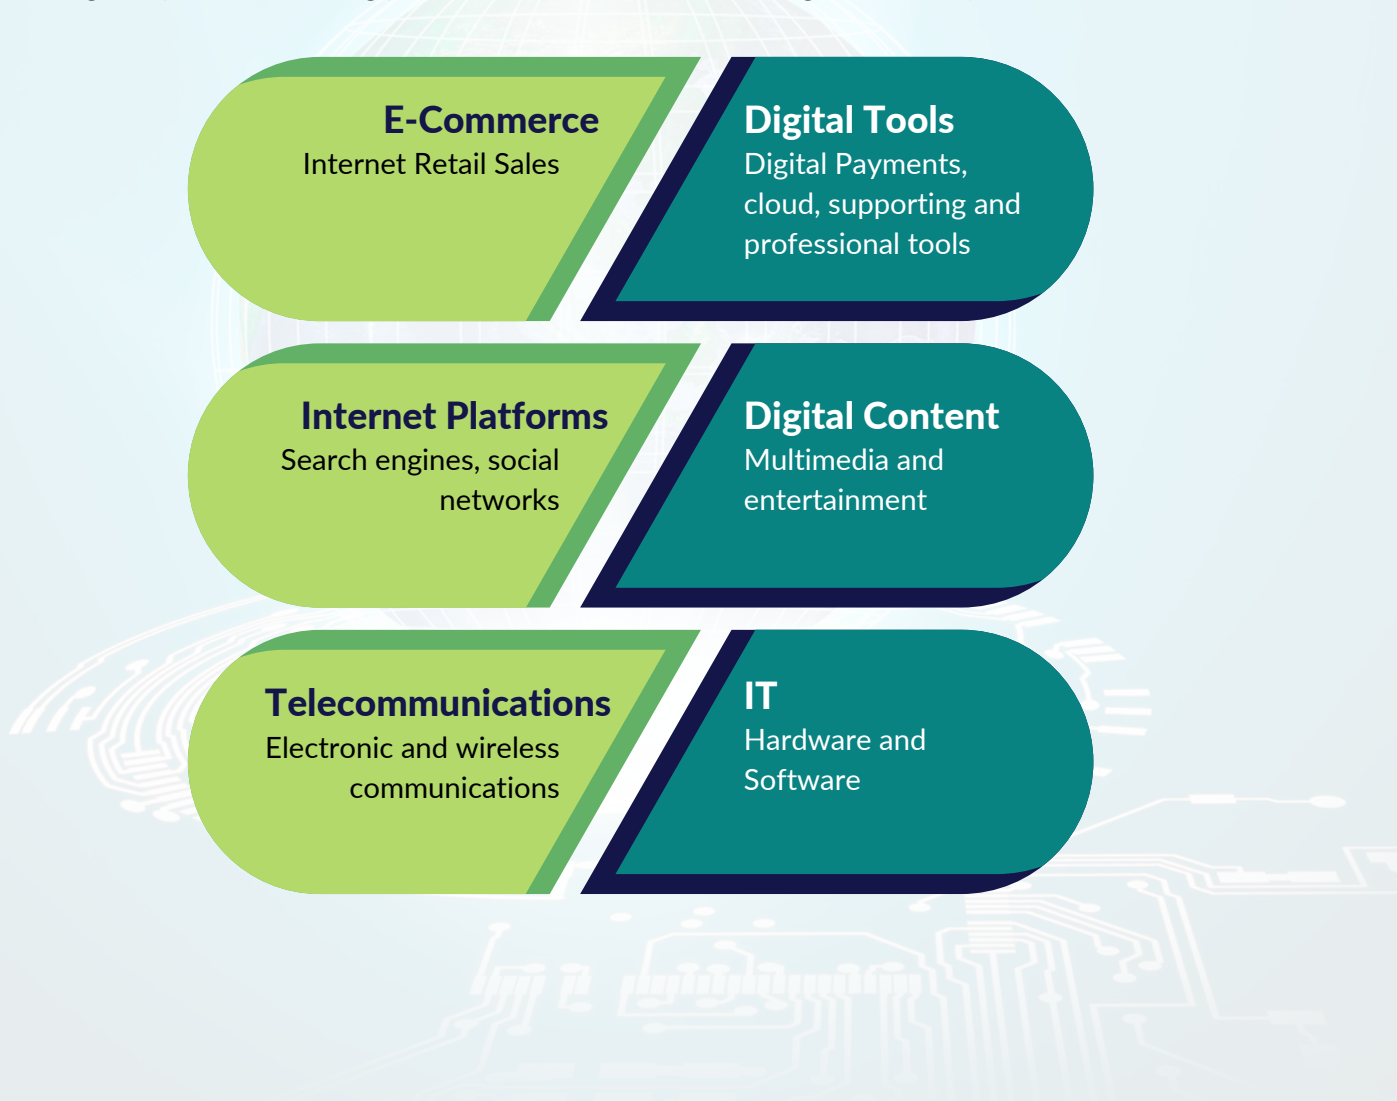 E-Commerce
Internet Retail Sales
Digital Tools
Digital Payments,
cloud, supporting and
professional tools
Internet Platforms
Search engines, social
networks
Digital Content
Multimedia and
entertainment
Telecommunications
Electronic and wireless
communications
IT
Hardware and
Software